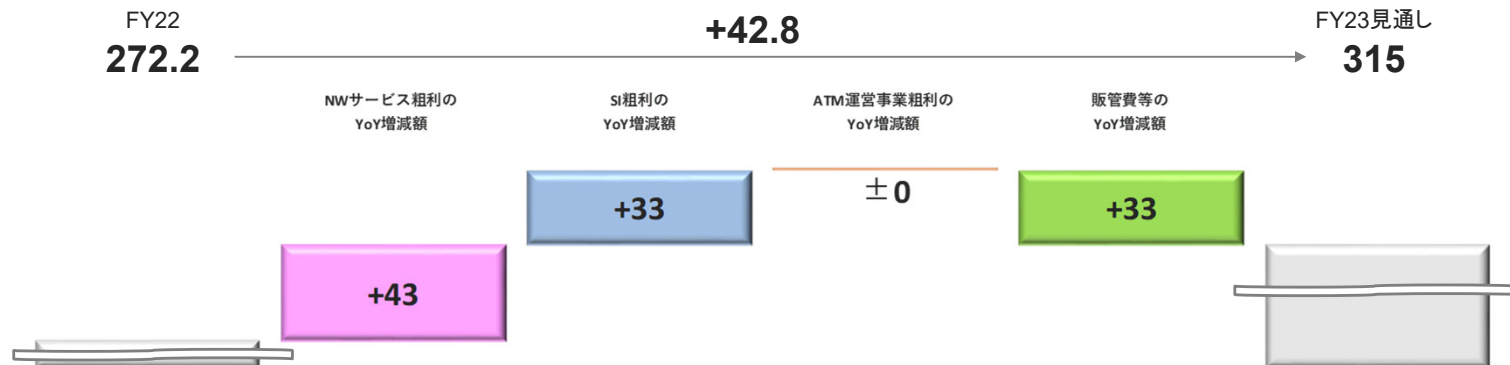 FY22
272.2
+42.8
FY23見通し
315
NWサービス粗利の
YoY増減額
SI粗利の
YoY増減額
ATM運営事業粗利の
YoY増減額
販管費等の
YoY増減額
+43
+33
±0
+33